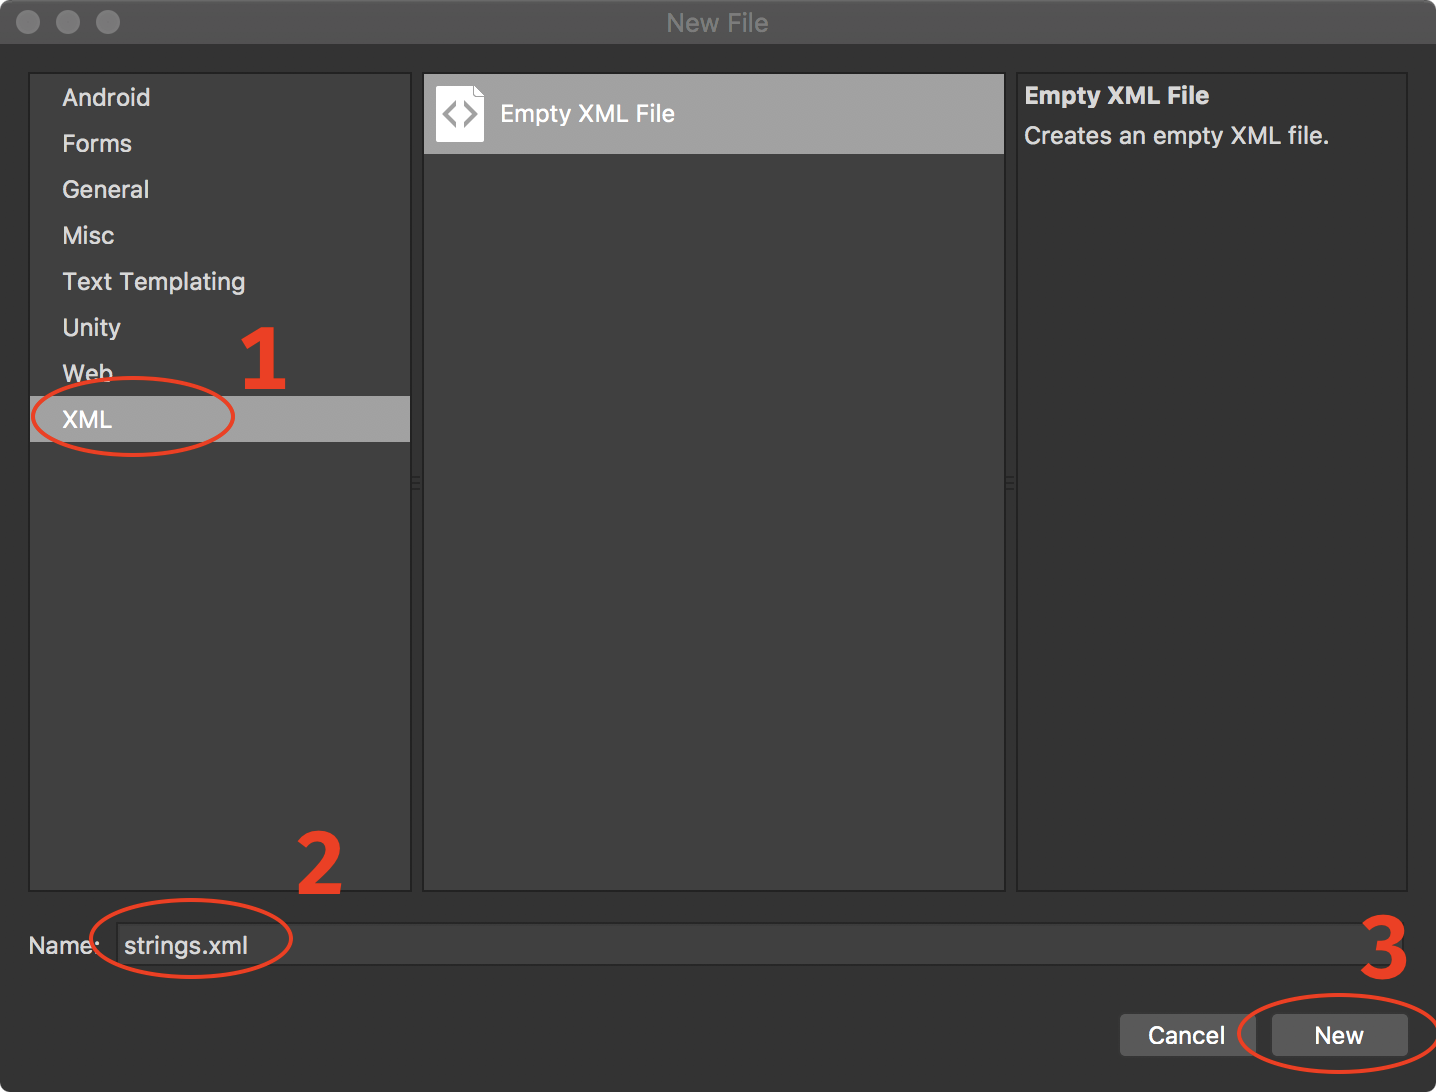 New File
Android
Forms
General
Misc
Text Templating
Unity
Web
XML
1
Empty XML File
Empty XML File
Creates an empty XML file.
2
Name: strings.xml
3
Cancel
New